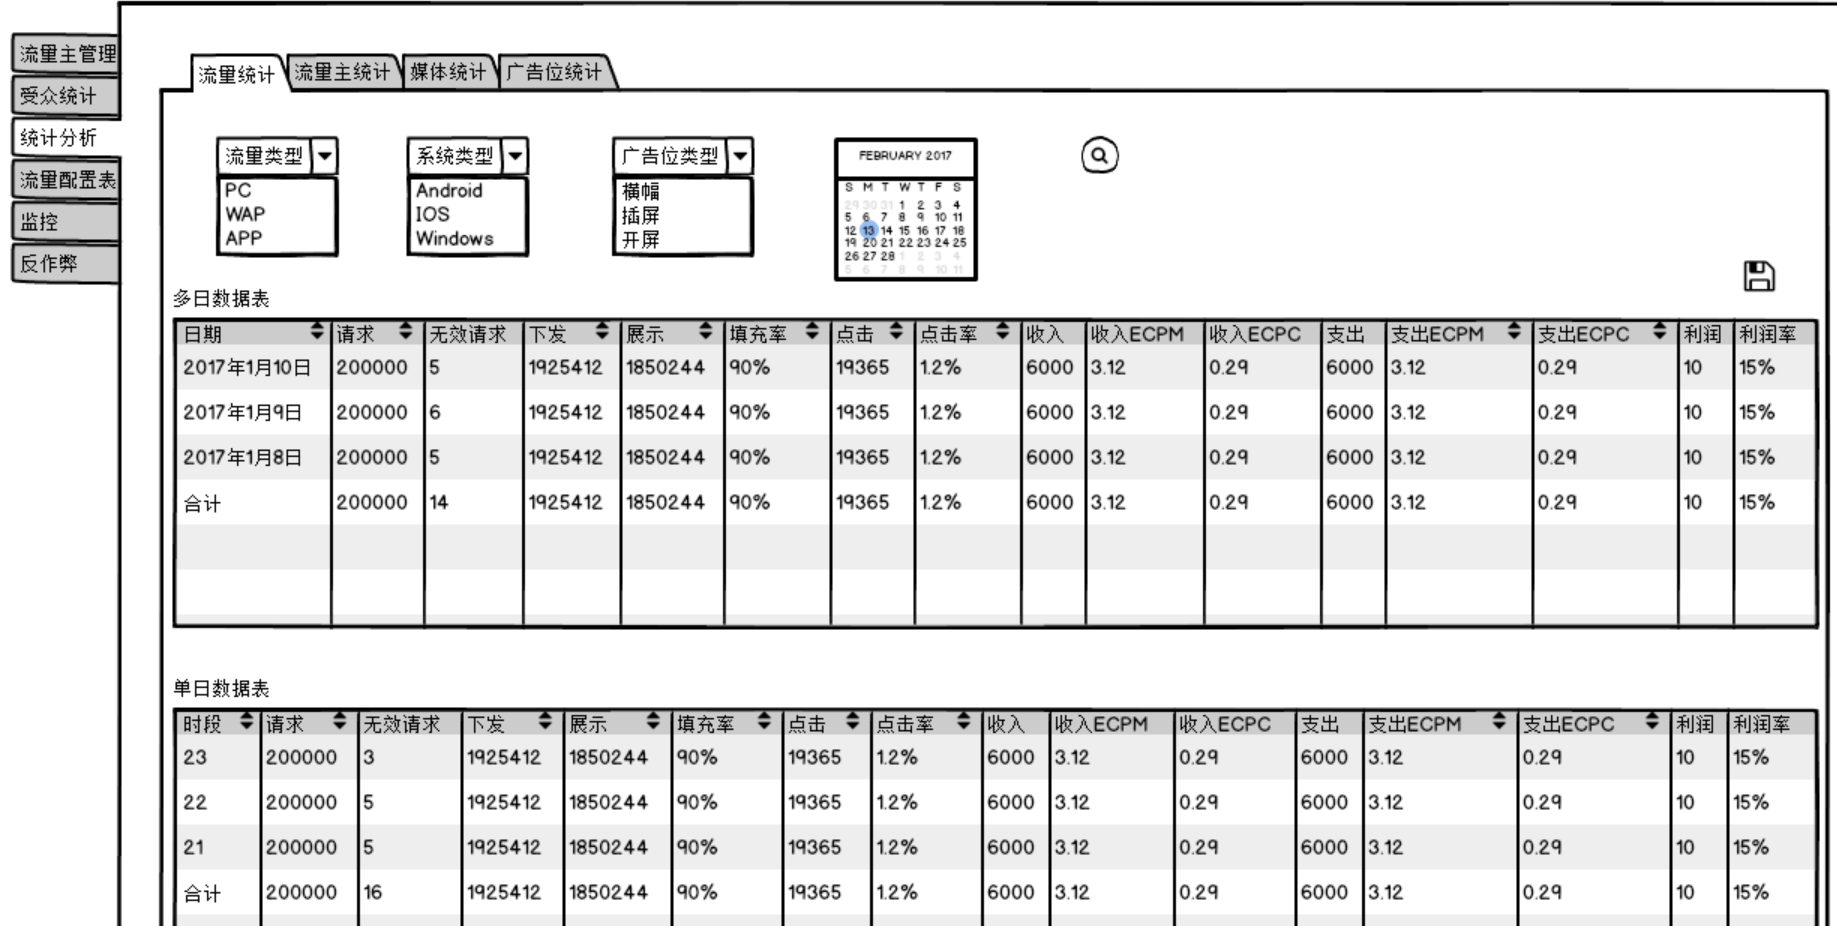 流量主管理
受众统计
统计分析
流量配置表
监控
反作弊
流量统计 流量主统计 媒体统计 广告位统计
流量类型 系统类型 广告位类型 FEBRUARY 2017
PC Android 横幅 S M T W T F S
WAP IOS 插屏 29 30 31 1 2 3 4
APP Windows 开屏 5 6 7 8 9 10 11
12 13 14 15 16 17 18
19 20 21 22 23 24 25
26 27 28 1 2 3 4
5 6 7 8 9 10 11
多日数据表
日期 请求 无效请求 下发 展示 填充率 点击 点击率 收入 收入ECPM 收入ECPC 支出 支出ECPM 支出ECPC 利润 利润率
2017年1月10日 200000 5 1925412 1850244 90% 19365 1.2% 6000 3.12 0.29 6000 3.12 0.29 10 15%
2017年1月9日 200000 6 1925412 1850244 90% 19365 1.2% 6000 3.12 0.29 6000 3.12 0.29 10 15%
2017年1月8日 200000 5 1925412 1850244 90% 19365 1.2% 6000 3.12 0.29 6000 3.12 0.29 10 15%
合计 200000 14 1925412 1850244 90% 19365 1.2% 6000 3.12 0.29 6000 3.12 0.29 10 15%
单日数据表
时段 请求 无效请求 下发 展示 填充率 点击 点击率 收入 收入ECPM 收入ECPC 支出 支出ECPM 支出ECPC 利润 利润率
23 200000 3 1925412 1850244 90% 19365 1.2% 6000 3.12 0.29 6000 3.12 0.29 10 15%
22 200000 5 1925412 1850244 90% 19365 1.2% 6000 3.12 0.29 6000 3.12 0.29 10 15%
21 200000 5 1925412 1850244 90% 19365 1.2% 6000 3.12 0.29 6000 3.12 0.29 10 15%
合计 200000 16 1925412 1850244 90% 19365 1.2% 6000 3.12 0.29 6000 3.12 0.29 10 15%